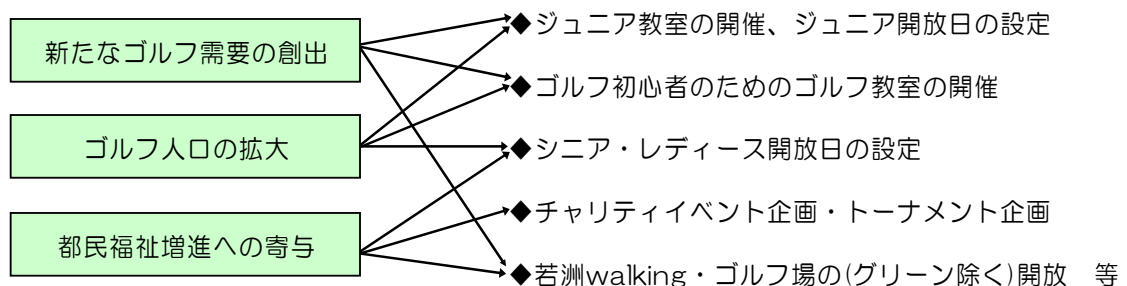 新たなゴルフ需要の創出
ゴルフ人口の拡大
都民福祉増進への寄与
◆ジュニア教室の開催、ジュニア開放日の設定
◆ゴルフ初心者のためのゴルフ教室の開催
◆シニア・レディース開放日の設定
◆チャリティイベント企画・トーナメント企画
◆若洲walking・ゴルフ場の(グリーン除く)開放　等